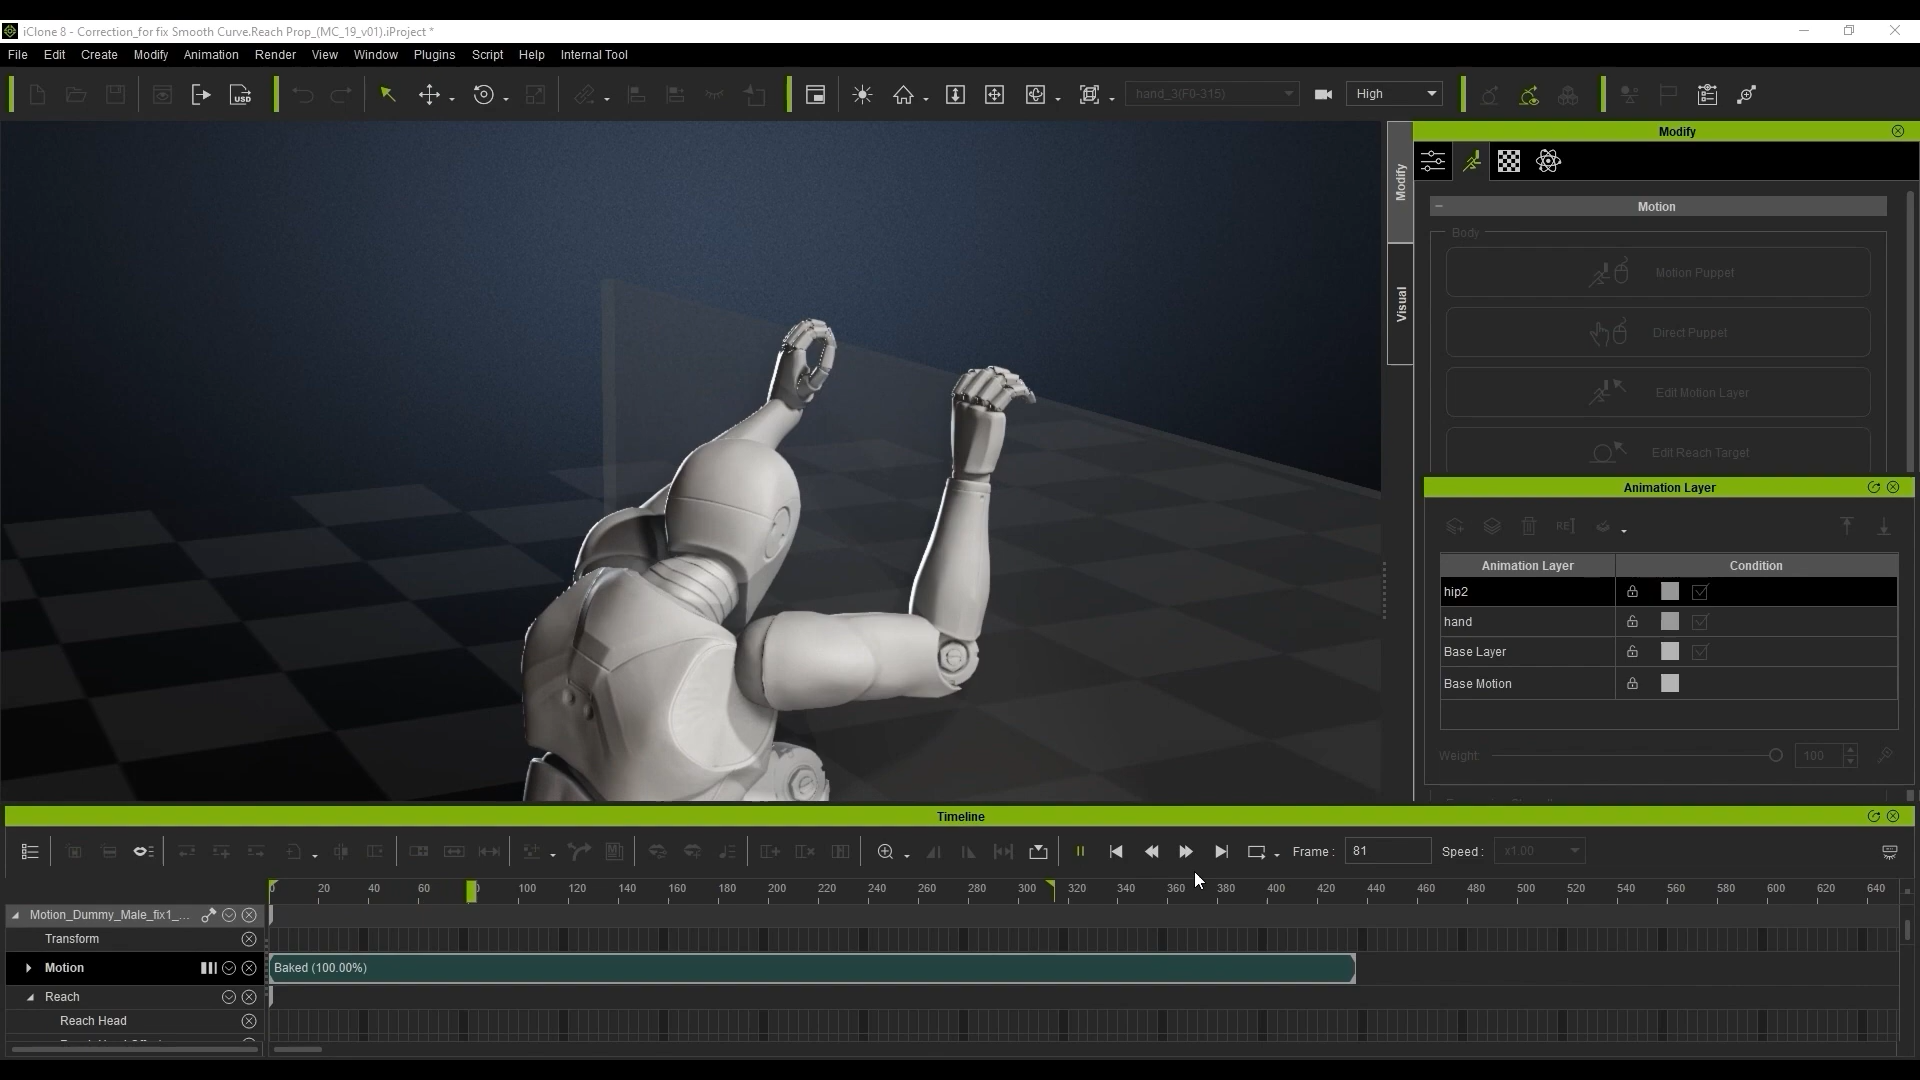 iClone 8 - Correction_for fix Smooth Curve.Reach Prop_(MC_19_v01).iProject *
File Edit Create Modify Animation Render View Window Plugins Script Help Internal Tool
USD
hand_3(F0-315)
High
Modify
Modify
Visual
Motion
Body
Motion Puppet
Direct Puppet
Edit Motion Layer
Edit Reach Target
Animation Layer
Animation Layer Condition
hip2
hand
Base Layer
Base Motion
Weight: 100
Timeline
Frame : 81 Speed : x1.00
0 20 40 60 100 120 140 160 180 200 220 240 260 280 300 320 340 360 380 400 420 440 460 480 500 520 540 560 580 600 620 640
Motion_Dummy_Male_fix1_...
Transform
Motion
Baked (100.00%)
Reach
Reach Head